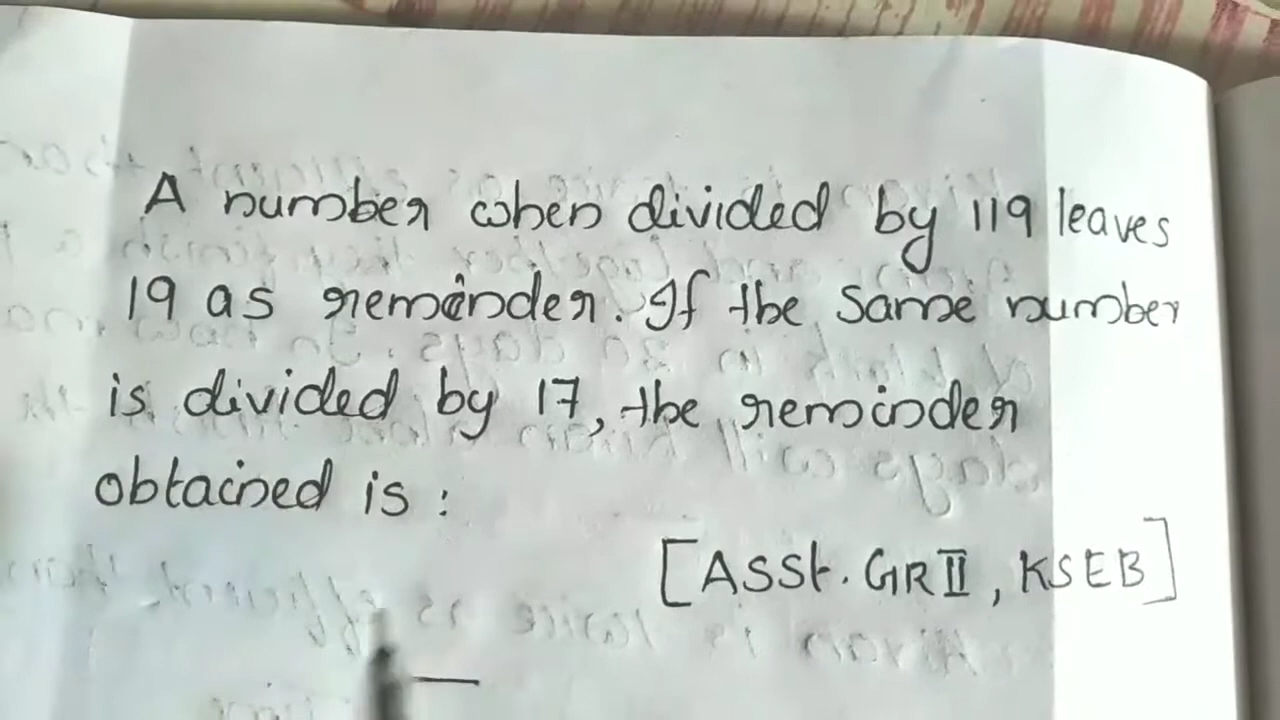 A number when divided by 119 leaves
19 as remainder. If the same number
is divided by 17, the reminder
obtained is :
[Asst. GR II, KSEB]